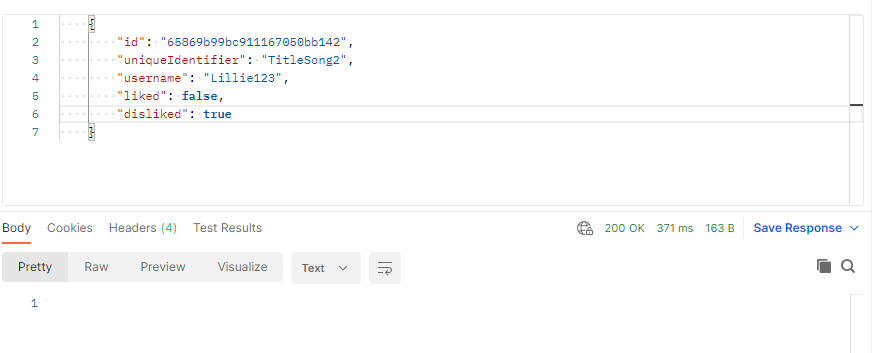 1 {
2 "id": "65869b99bc911167050bb142",
3 "uniqueIdentifier": "TitleSong2",
4 "username": "Lillie123",
5 "liked": false,
6 "disliked": true
7 }
Body Cookies Headers (4) Test Results 200 OK 371 ms 163 B Save Response
Pretty Raw Preview Visualize Text
1